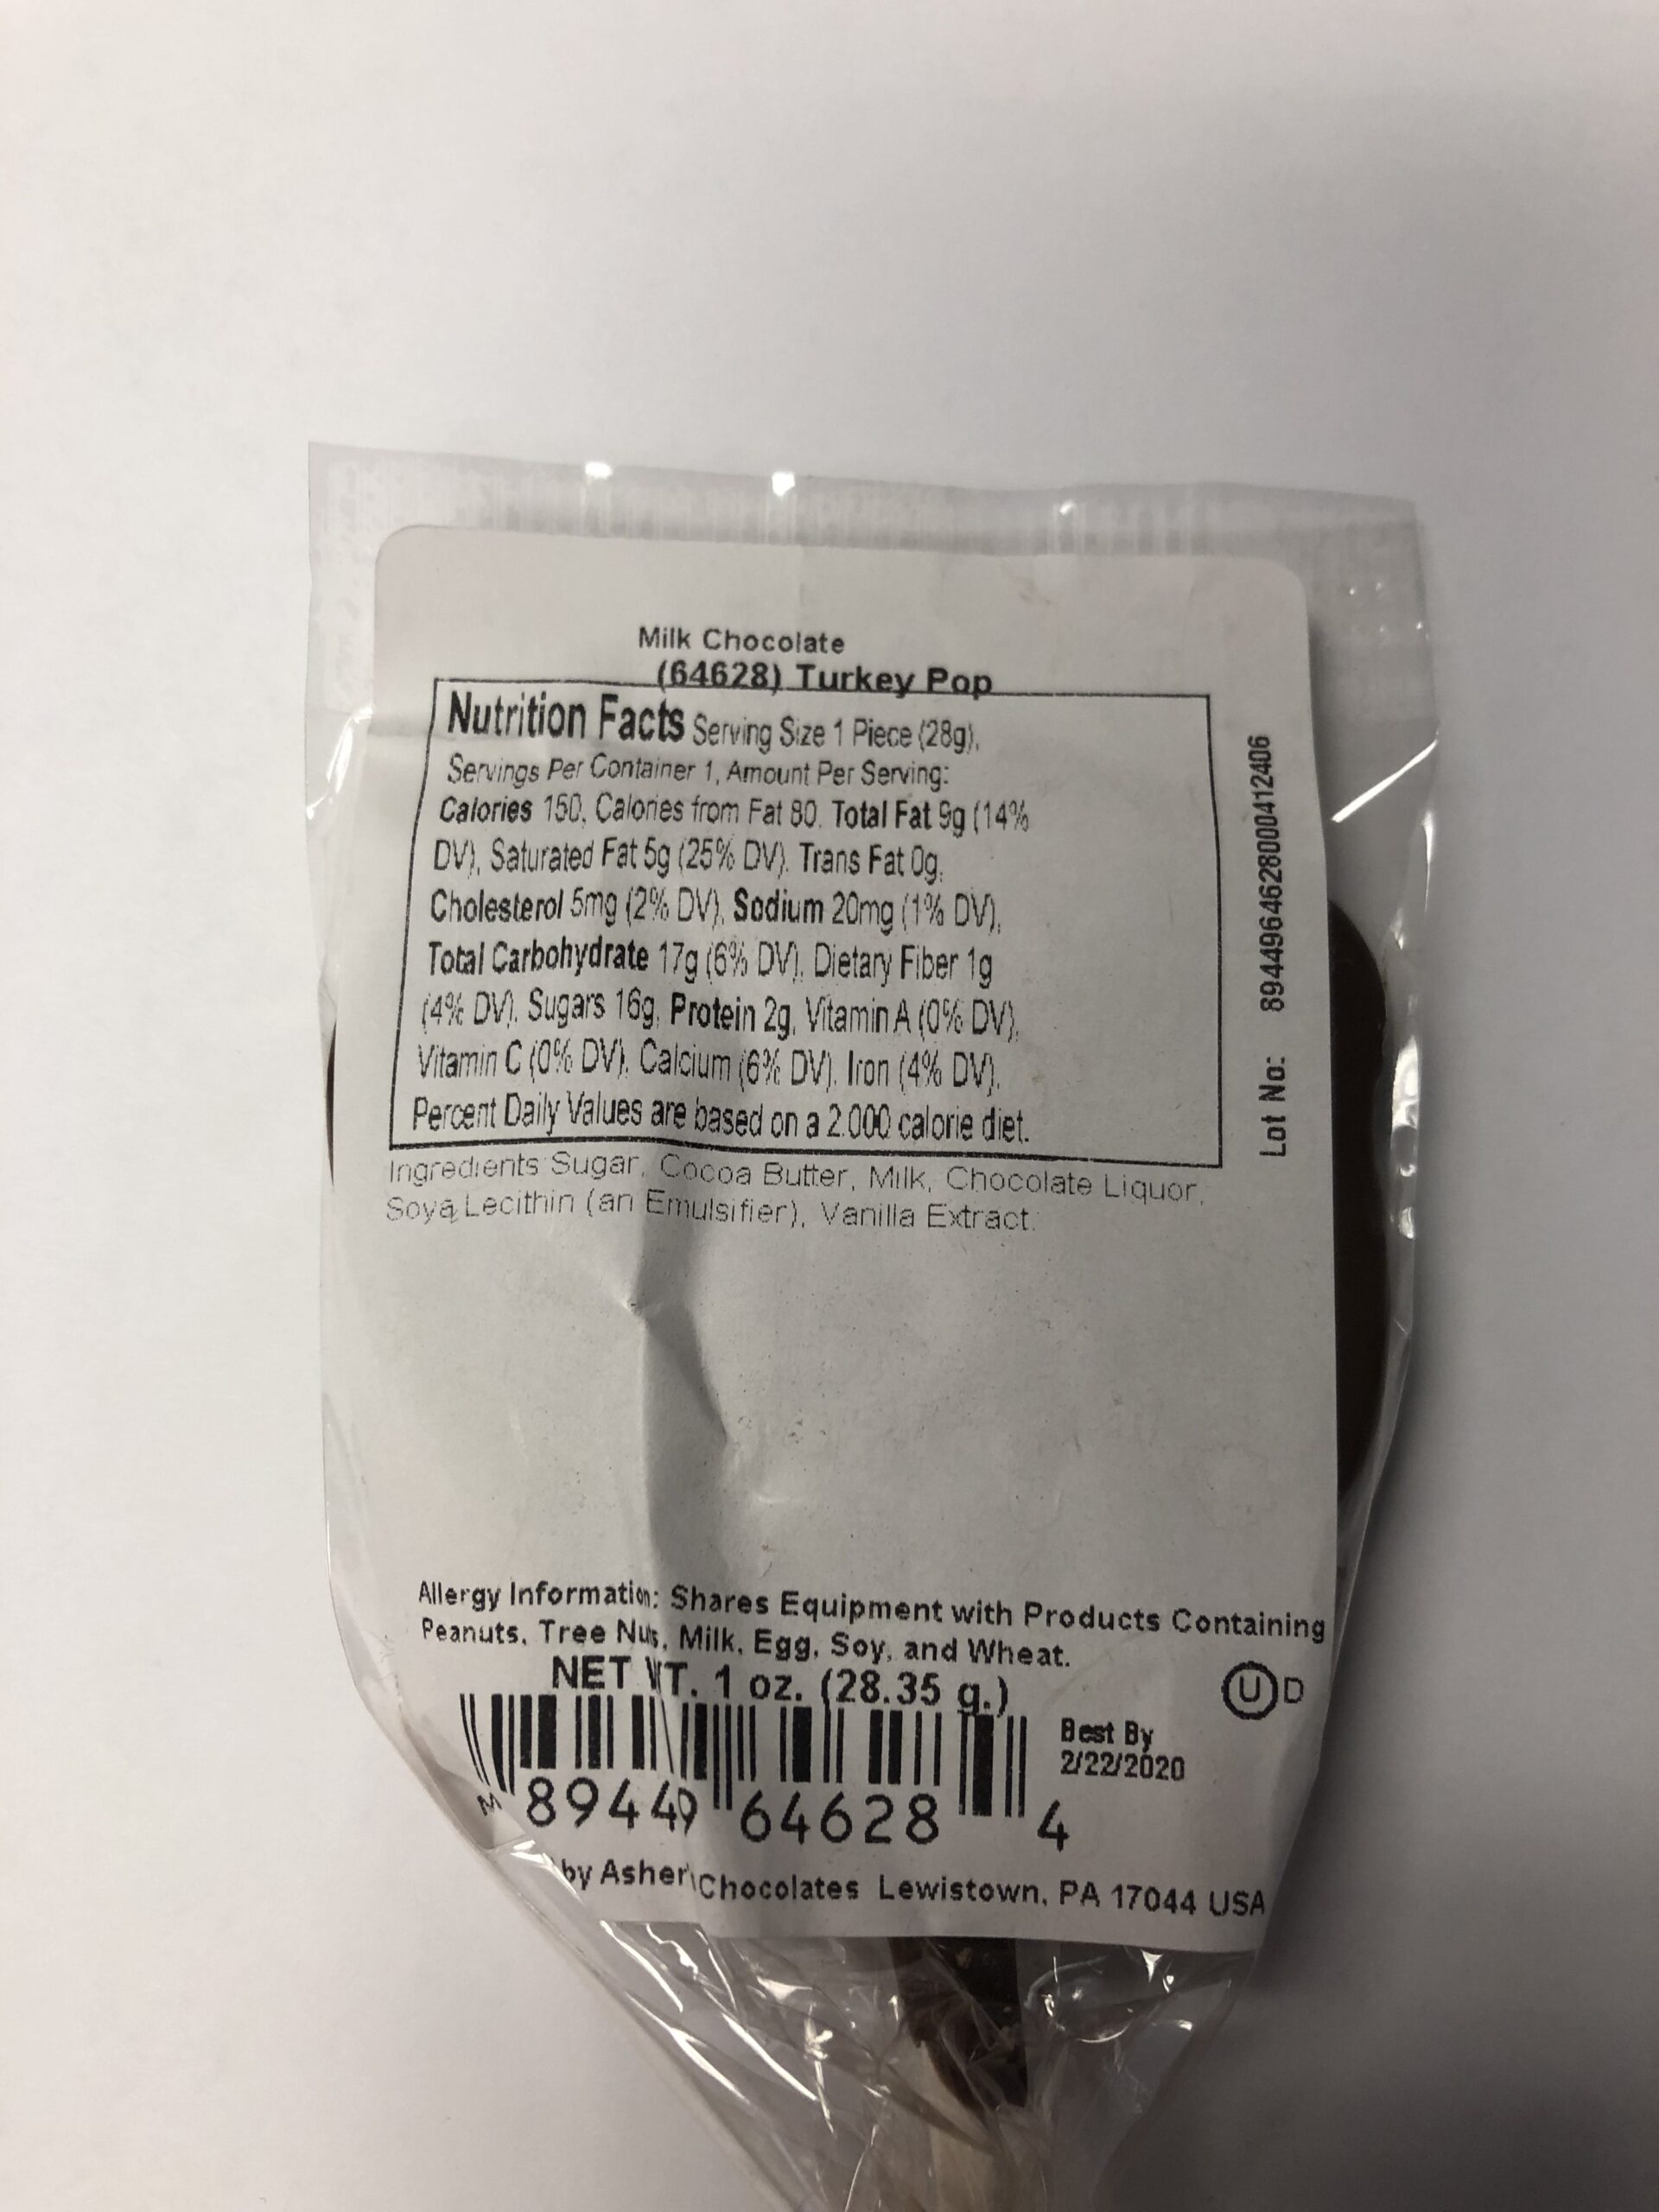 Milk Chocolate
(64628) Turkey Pop
Nutrition Facts Serving Size 1 Piece (28g),
Servings Per Container 1, Amount Per Serving:
Calories 150, Calories from Fat 80, Total Fat 9g (14%
DV), Saturated Fat 5g (25% DV), Trans Fat 0g,
Cholesterol 5mg (2% DV), Sodium 20mg (1% DV),
Total Carbohydrate 17g (6% DV), Dietary Fiber 1g
(4% DV), Sugars 16g, Protein 2g, Vitamin A (0% DV),
Vitamin C (0% DV), Calcium (6% DV), Iron (4% DV).
Percent Daily Values are based on a 2,000 calorie diet.
Ingredients: Sugar, Cocoa Butter, Milk, Chocolate Liquor,
Soya Lecithin (an Emulsifier), Vanilla Extract.
Lot No: 8944964628000412406
Allergy Information: Shares Equipment with Products Containing
Peanuts, Tree Nuts, Milk, Egg, Soy, and Wheat.
NET WT. 1 oz. (28.35 g.)
U D
Best By
2/22/2020
89449 64628 4
by Asher Chocolates Lewistown, PA 17044 USA